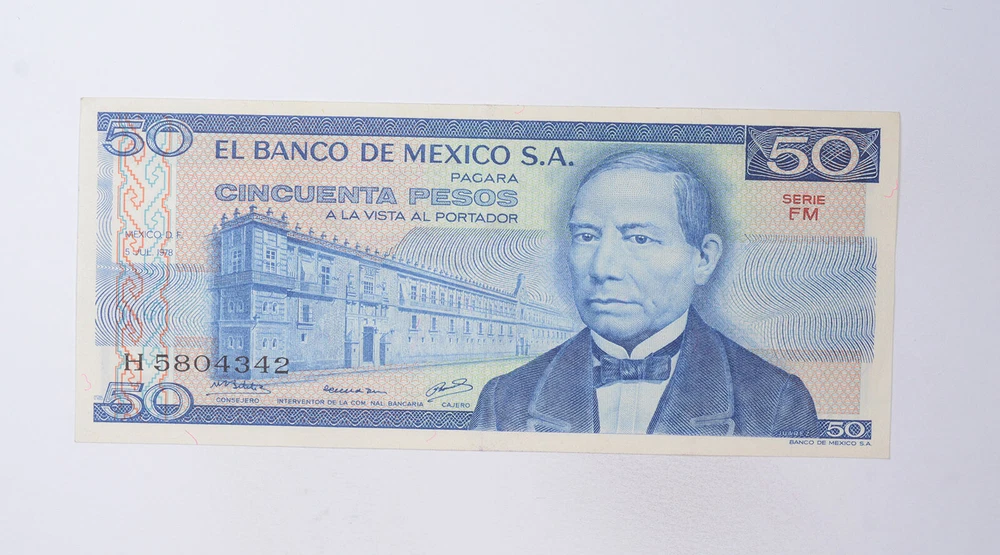 50
EL BANCO DE MEXICO S.A.
50
PAGARA
CINCUENTA PESOS
A LA VISTA AL PORTADOR
SERIE
FM
MEXICO D.F.
5 JUL. 1978
H 5804342
50
CONSEJERO
INTERVENTOR DE LA COM. NAL. BANCARIA
CAJERO
JUAREZ
50
BANCO DE MEXICO S.A.